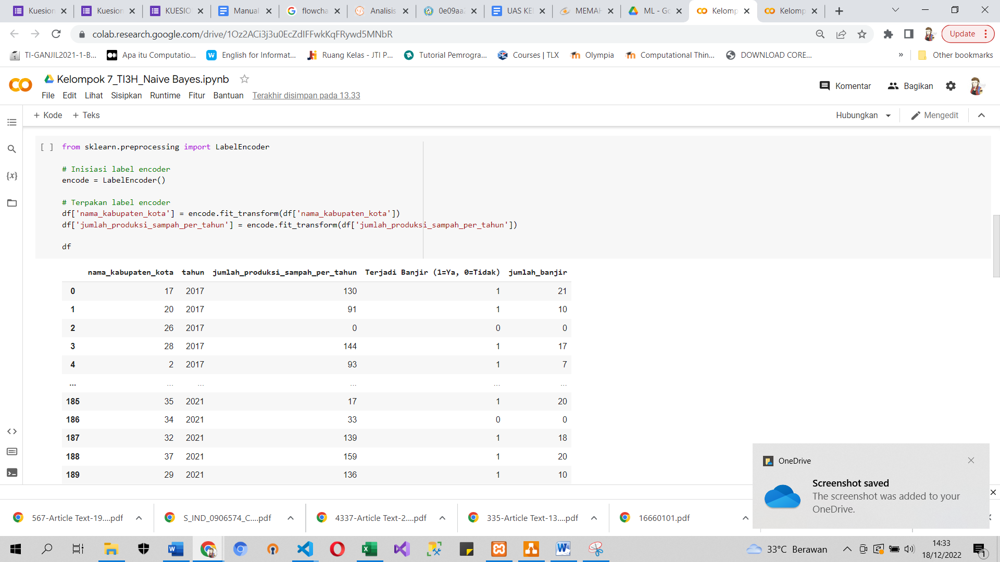 Kuesion
Kuesion
KUESIO
Manual
flowcha
Analisis
0e09aa
UAS KE
MEMAH
ML - Go
Kelomp
Kelomp
colab.research.google.com/drive/1Oz2ACi3j3u0EcZdIFFwkKqFRywd5MNbR
Update
TI-GANJIL2021-1-B...
Apa itu Computatio...
English for Informat...
Ruang Kelas - JTI P...
Tutorial Pemrogra...
Courses | TLX
Olympia
Computational Thin...
DOWNLOAD CORE...
»
Other bookmarks
Kelompok 7_TI3H_Naive Bayes.ipynb
Komentar
Bagikan
File Edit Lihat Sisipkan Runtime Fitur Bantuan Terakhir disimpan pada 13.33
+ Kode + Teks
Hubungkan
Mengedit
[ ] from sklearn.preprocessing import LabelEncoder
# Inisiasi label encoder
encode = LabelEncoder()
# Terpakan label encoder
df['nama_kabupaten_kota'] = encode.fit_transform(df['nama_kabupaten_kota'])
df['jumlah_produksi_sampah_per_tahun'] = encode.fit_transform(df['jumlah_produksi_sampah_per_tahun'])
df
nama_kabupaten_kota tahun jumlah_produksi_sampah_per_tahun Terjadi Banjir (1=Ya, 0=Tidak) jumlah_banjir
0 17 2017 130 1 21
1 20 2017 91 1 10
2 26 2017 0 0 0
3 28 2017 144 1 17
4 2 2017 93 1 7
... ... ... ... ... ...
185 35 2021 17 1 20
186 34 2021 33 0 0
187 32 2021 139 1 18
188 37 2021 159 1 20
189 29 2021 136 1 10
{x}
OneDrive
Screenshot saved
The screenshot was added to your
OneDrive.
567-Article Text-19....pdf
S_IND_0906574_C....pdf
4337-Article Text-2....pdf
335-Article Text-13....pdf
16660101.pdf
33°C Berawan
14:33
18/12/2022
1